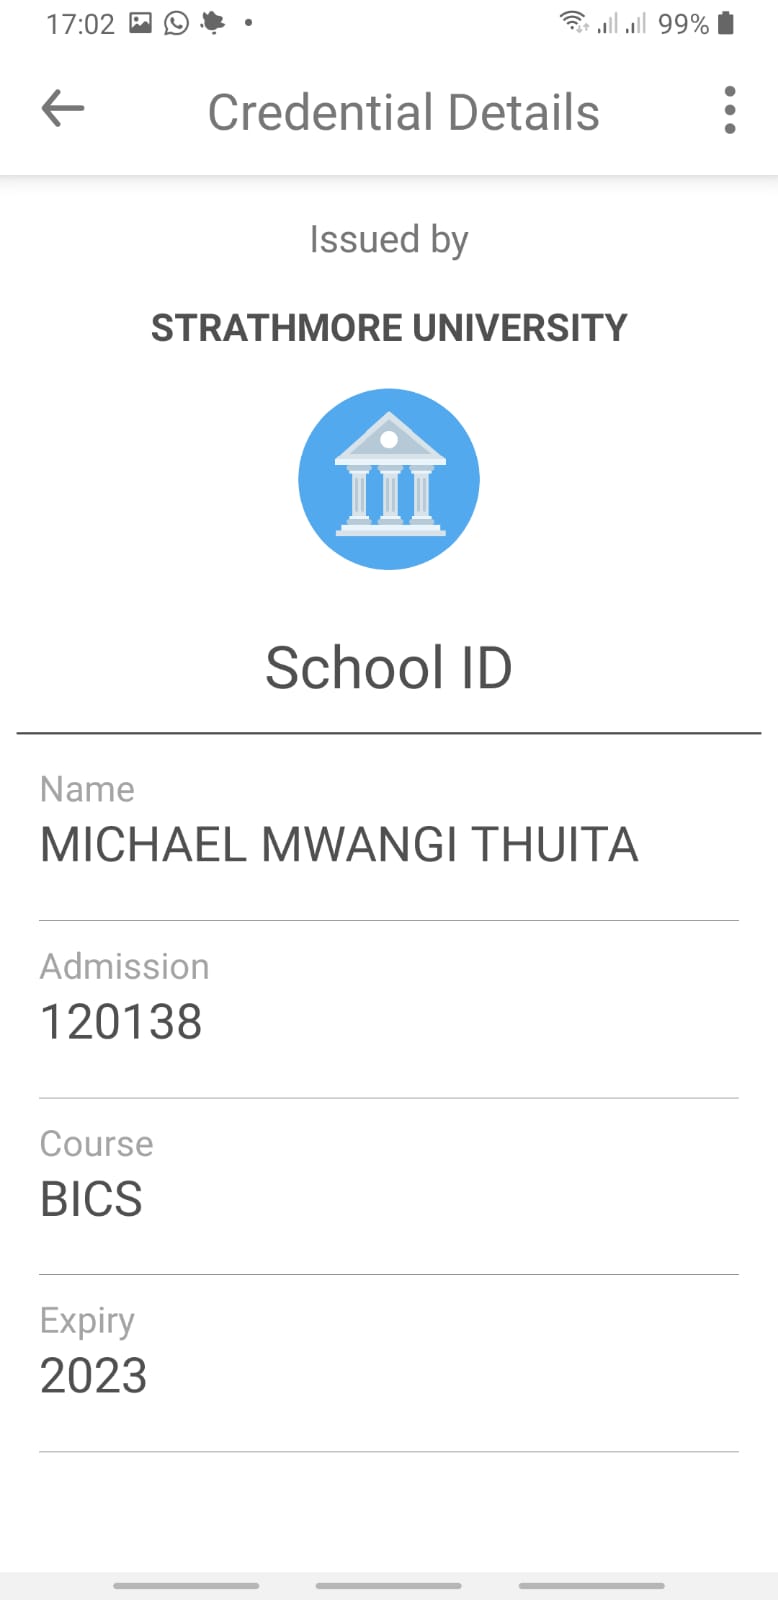 17:02 99%
Credential Details
Issued by
STRATHMORE UNIVERSITY
School ID
Name
MICHAEL MWANGI THUITA
Admission
120138
Course
BICS
Expiry
2023